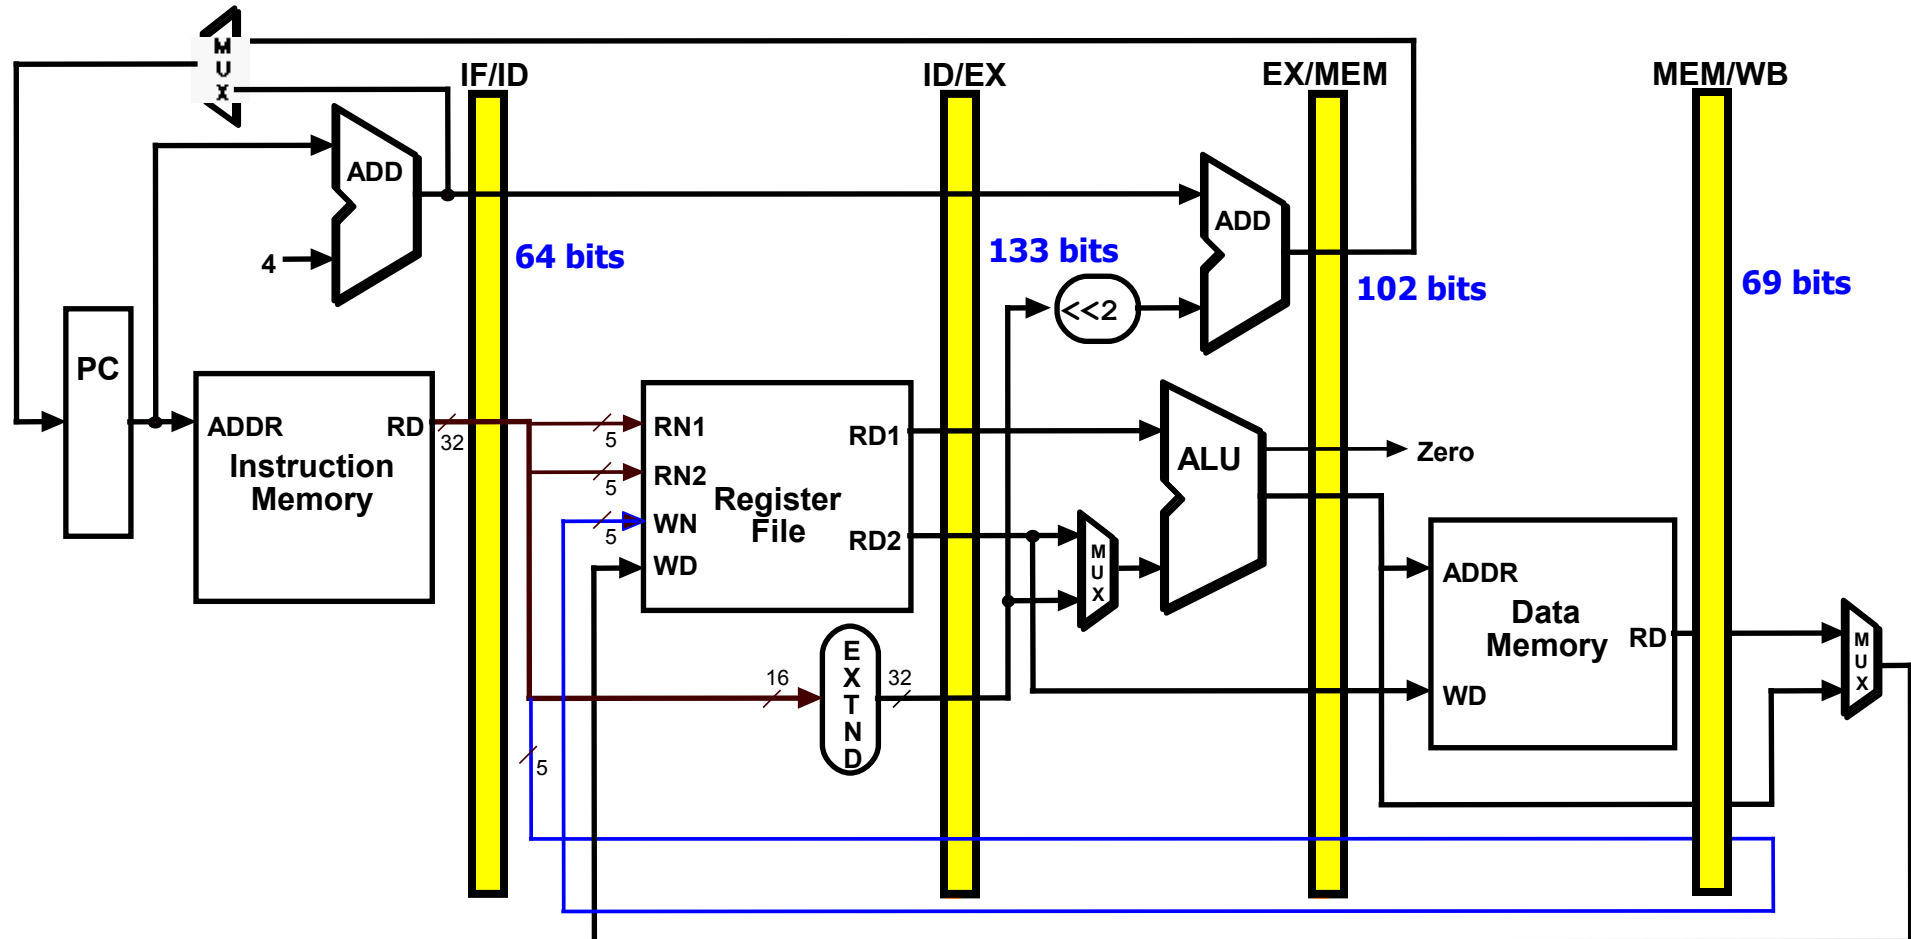 M
U
X
IF/ID
ID/EX
EX/MEM
MEM/WB
ADD
4
64 bits
133 bits
<<2
ADD
102 bits
69 bits
PC
ADDR
RD
32
Instruction
Memory
5
RN1
5
RN2
5
WN
WD
Register
File
RD1
RD2
16
E
X
T
N
D
32
5
M
U
X
ALU
Zero
ADDR
Data
Memory
RD
WD
M
U
X